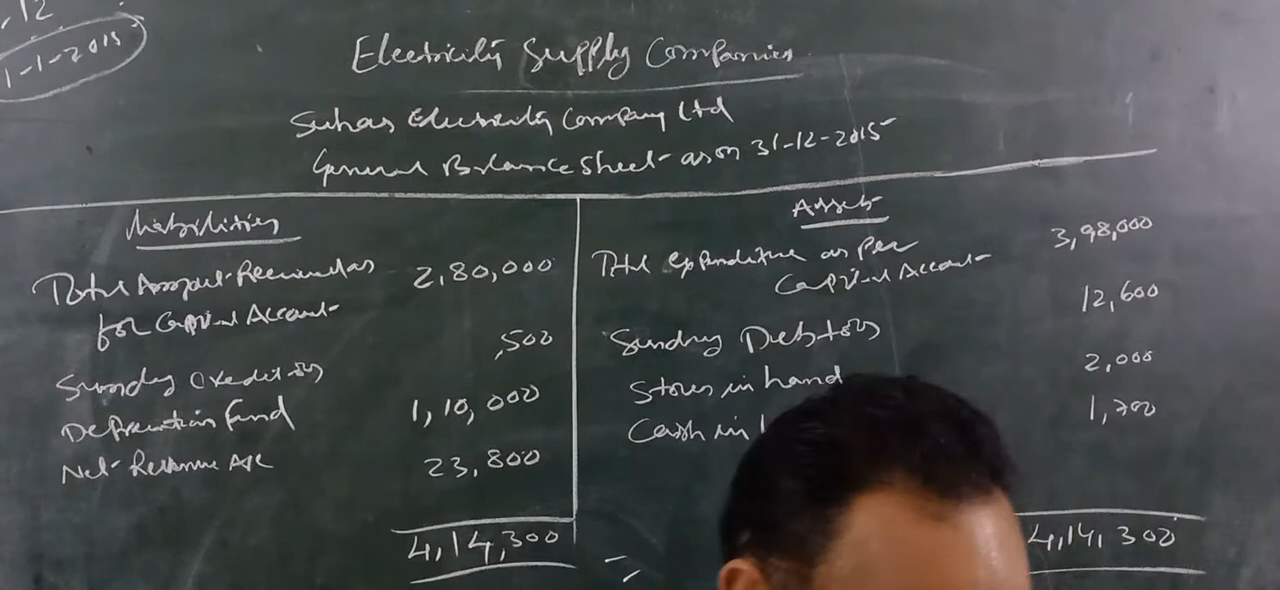 .12
1-1-2015
Electricity Supply Companies
Suhas Electricity Company Ltd
General Balance Sheet as on 31-12-2015
Liabilities
Total Amount Received as 2,80,000
for Capital Account
Sundry Creditors ,500
Depreciation Fund 1,10,000
Net Revenue A/c 23,800
4,14,300
Assets
Total expenditure as per 3,98,000
Capital Account
Sundry Debtors 12,600
Stores in hand 2,000
Cash in 1,700
4,14,300